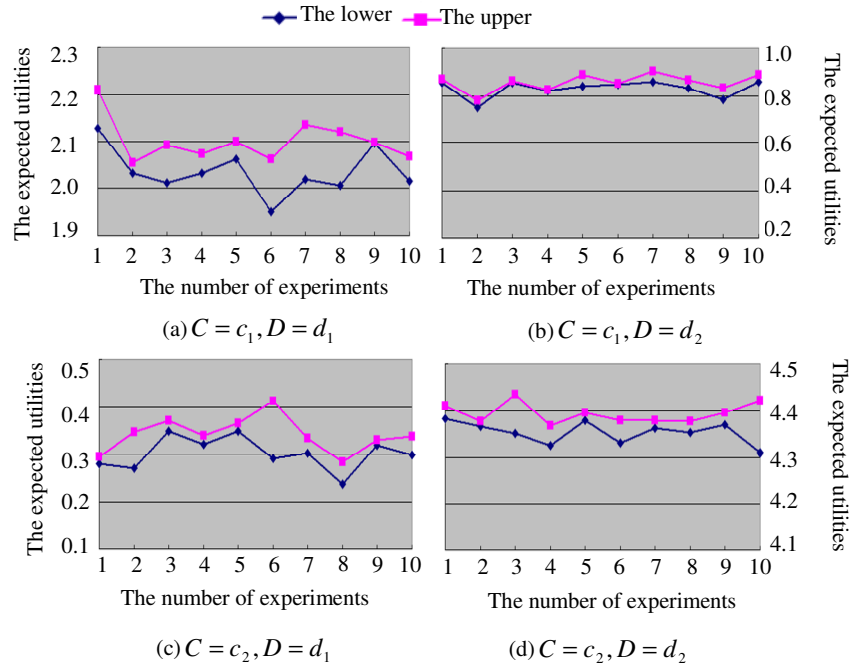 The lower The upper
The expected utilities
2.3
2.2
2.1
2.0
1.9
1 2 3 4 5 6 7 8 9 10
The number of experiments
(a) C = c₁, D = d₁
1.0
0.8
0.6
0.4
0.2
The expected utilities
1 2 3 4 5 6 7 8 9 10
The number of experiments
(b) C = c₁, D = d₂
The expected utilities
0.5
0.4
0.3
0.2
0.1
1 2 3 4 5 6 7 8 9 10
The number of experiments
(c) C = c₂, D = d₁
4.5
4.4
4.3
4.2
4.1
The expected utilities
1 2 3 4 5 6 7 8 9 10
The number of experiments
(d) C = c₂, D = d₂